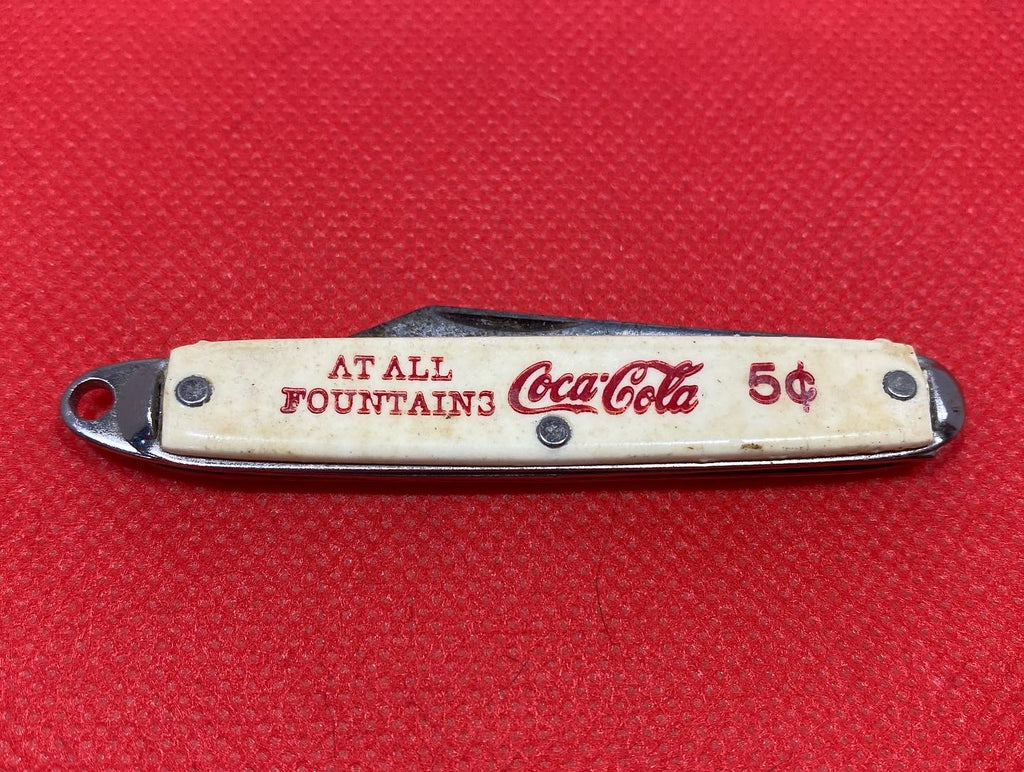 AT ALL
FOUNTAINS
Coca-Cola
5¢